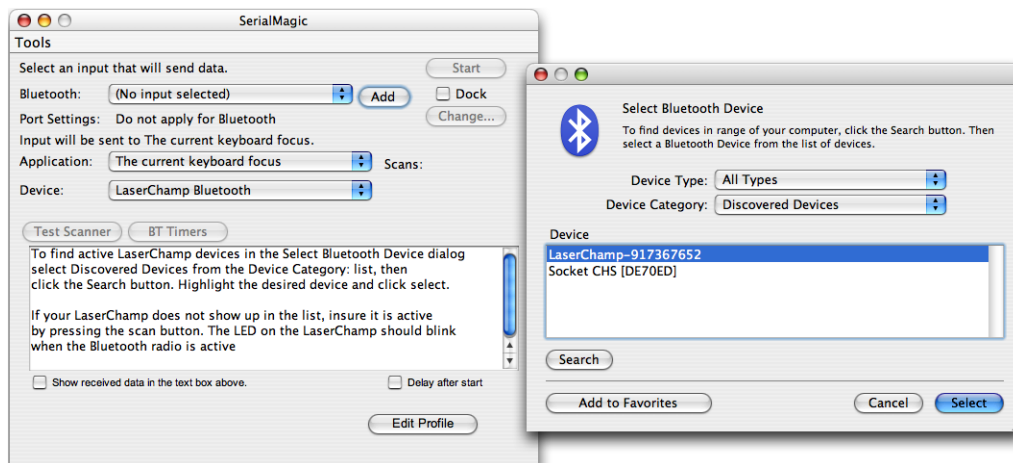 SerialMagic
Tools
Select an input that will send data.
Start
Bluetooth: (No input selected) Add Dock
Port Settings: Do not apply for Bluetooth Change...
Input will be sent to The current keyboard focus.
Application: The current keyboard focus Scans:
Device: LaserChamp Bluetooth
Test Scanner BT Timers
To find active LaserChamp devices in the Select Bluetooth Device dialog
select Discovered Devices from the Device Category: list, then
click the Search button. Highlight the desired device and click select.
If your LaserChamp does not show up in the list, insure it is active
by pressing the scan button. The LED on the LaserChamp should blink
when the Bluetooth radio is active
Show received data in the text box above. Delay after start
Edit Profile
Select Bluetooth Device
To find devices in range of your computer, click the Search button. Then
select a Bluetooth Device from the list of devices.
Device Type: All Types
Device Category: Discovered Devices
Device
LaserChamp-917367652
Socket CHS [DE70ED]
Search
Add to Favorites Cancel Select